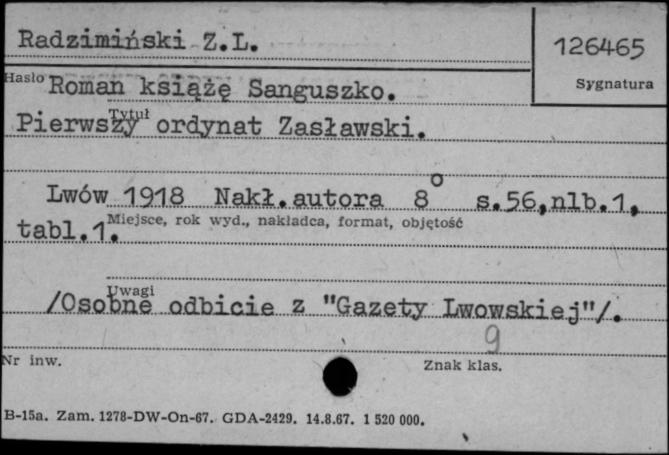 Radzimiński Z.L.
126465
Hasło
Sygnatura
Roman książę Sanguszko.
Tytuł
Pierwszy ordynat Zasławski.
Lwów 1918 Nakł.autora 8° s.56,nlb.1,
Miejsce, rok wyd., nakładca, format, objętość
tabl.1.
Uwagi
/Osobne odbicie z "Gazety Lwowskiej"/.
9
Nr inw.
Znak klas.
B-15a. Zam. 1278-DW-On-67. GDA-2429. 14.8.67. 1 520 000.